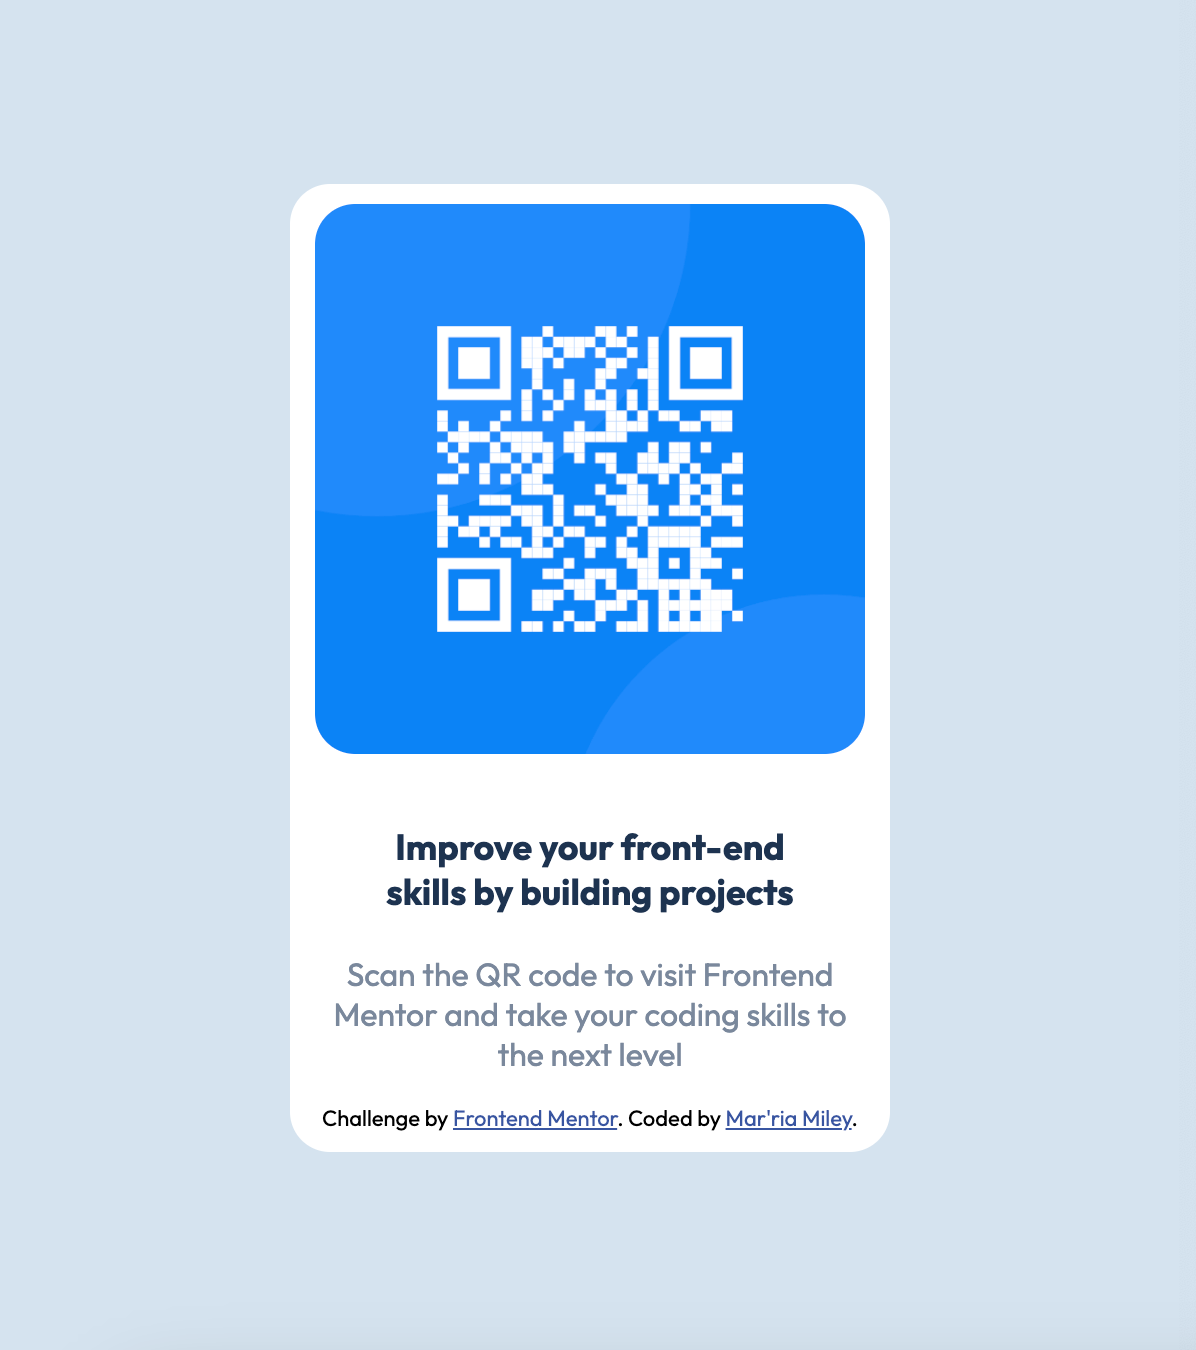 Improve your front-end
skills by building projects
Scan the QR code to visit Frontend
Mentor and take your coding skills to
the next level
Challenge by Frontend Mentor. Coded by Mar'ria Miley.